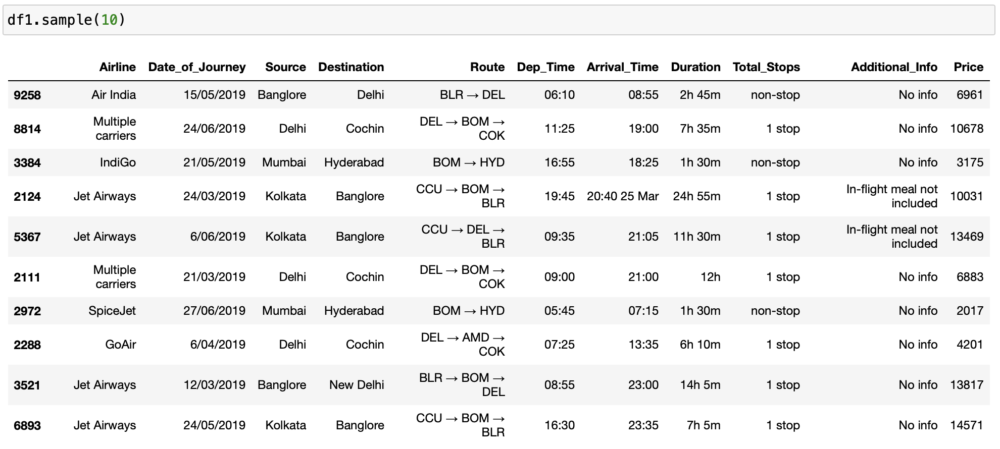 df1.sample(10)
Airline Date_of_Journey Source Destination Route Dep_Time Arrival_Time Duration Total_Stops Additional_Info Price
9258 Air India 15/05/2019 Banglore Delhi BLR → DEL 06:10 08:55 2h 45m non-stop No info 6961
8814 Multiple carriers 24/06/2019 Delhi Cochin DEL → BOM → COK 11:25 19:00 7h 35m 1 stop No info 10678
3384 IndiGo 21/05/2019 Mumbai Hyderabad BOM → HYD 16:55 18:25 1h 30m non-stop No info 3175
2124 Jet Airways 24/03/2019 Kolkata Banglore CCU → BOM → BLR 19:45 20:40 25 Mar 24h 55m 1 stop In-flight meal not included 10031
5367 Jet Airways 6/06/2019 Kolkata Banglore CCU → DEL → BLR 09:35 21:05 11h 30m 1 stop In-flight meal not included 13469
2111 Multiple carriers 21/03/2019 Delhi Cochin DEL → BOM → COK 09:00 21:00 12h 1 stop No info 6883
2972 SpiceJet 27/06/2019 Mumbai Hyderabad BOM → HYD 05:45 07:15 1h 30m non-stop No info 2017
2288 GoAir 6/04/2019 Delhi Cochin DEL → AMD → COK 07:25 13:35 6h 10m 1 stop No info 4201
3521 Jet Airways 12/03/2019 Banglore New Delhi BLR → BOM → DEL 08:55 23:00 14h 5m 1 stop No info 13817
6893 Jet Airways 24/05/2019 Kolkata Banglore CCU → BOM → BLR 16:30 23:35 7h 5m 1 stop No info 14571